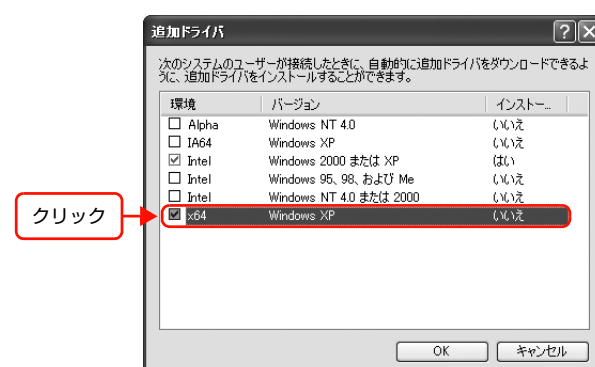 追加ドライバ
次のシステムのユーザーが接続したときに、自動的に追加ドライバをダウンロードできるよ
うに、追加ドライバをインストールすることができます。
環境 バージョン インストー...
Alpha Windows NT 4.0 いいえ
IA64 Windows XP いいえ
Intel Windows 2000 または XP はい
Intel Windows 95、98、および Me いいえ
Intel Windows NT 4.0 または 2000 いいえ
クリック x64 Windows XP いいえ
OK キャンセル